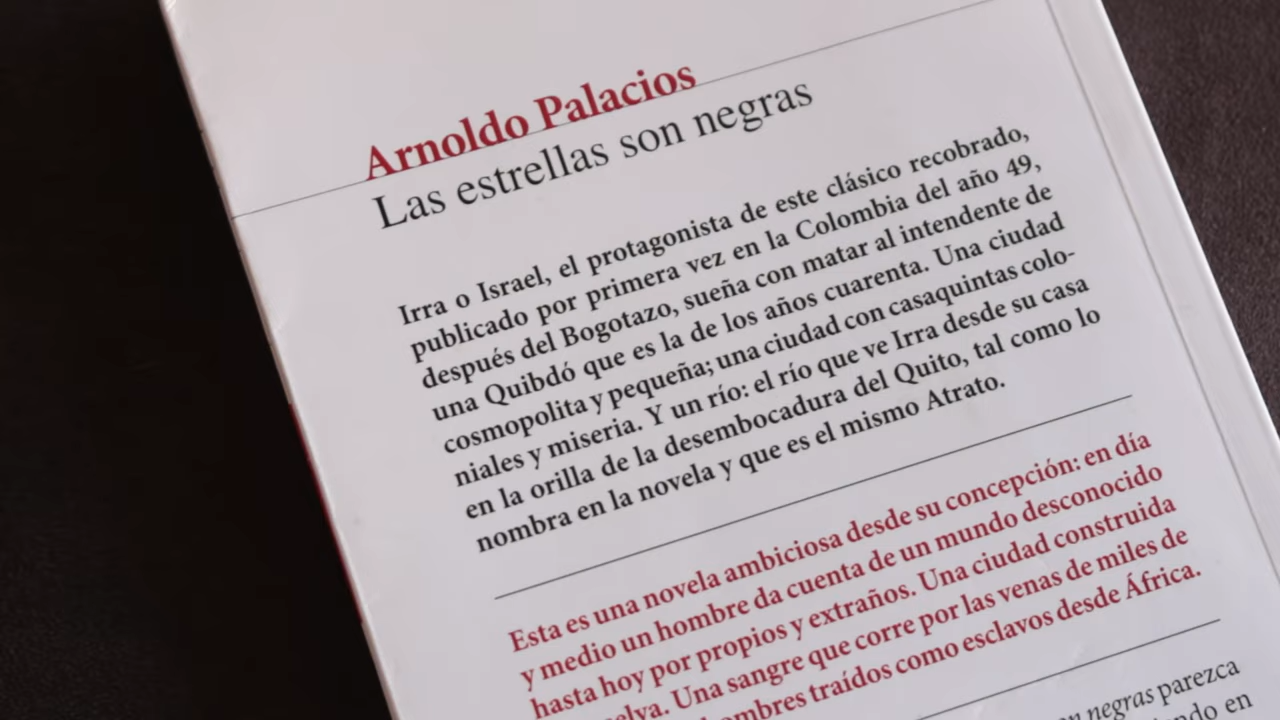 Arnoldo Palacios
Las estrellas son negras
Irra o Israel, el protagonista de este clásico recobrado,
publicado por primera vez en la Colombia del año 49,
después del Bogotazo, sueña con matar al intendente de
una Quibdó que es la de los años cuarenta. Una ciudad
cosmopolita y pequeña; una ciudad con casaquintas colo-
niales y miseria. Y un río: el río que ve Irra desde su casa
en la orilla de la desembocadura del Quito, tal como lo
nombra en la novela y que es el mismo Atrato.
Esta es una novela ambiciosa desde su concepción: en día
y medio un hombre da cuenta de un mundo desconocido
hasta hoy por propios y extraños. Una ciudad construida
Una sangre que corre por las venas de miles de
traídos como esclavos desde África.
negras parezca
en